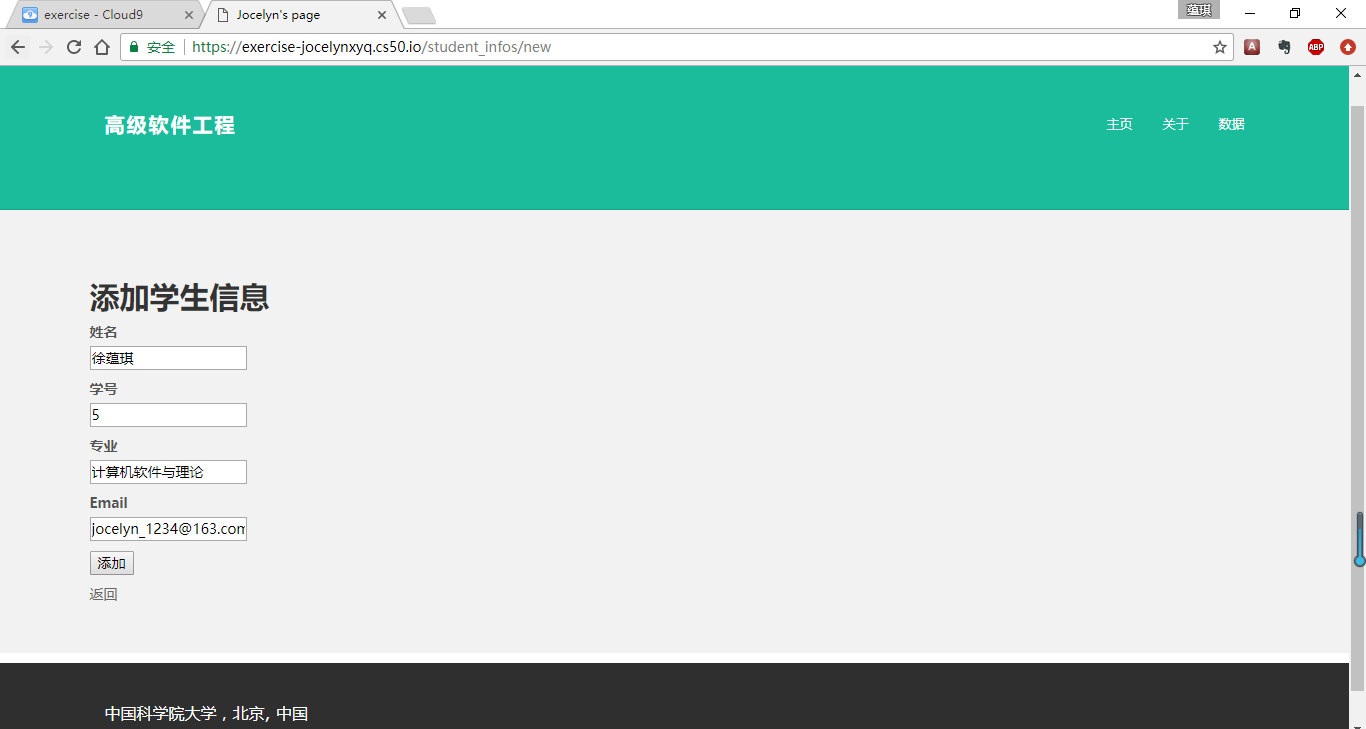 exercise - Cloud9
Jocelyn's page
蕴琪
安全 https://exercise-jocelynxyq.cs50.io/student_infos/new
A
ABP
高级软件工程
主页 关于 数据
添加学生信息
姓名
徐蕴琪
学号
5
专业
计算机软件与理论
Email
jocelyn_1234@163.com
添加
返回
中国科学院大学，北京, 中国